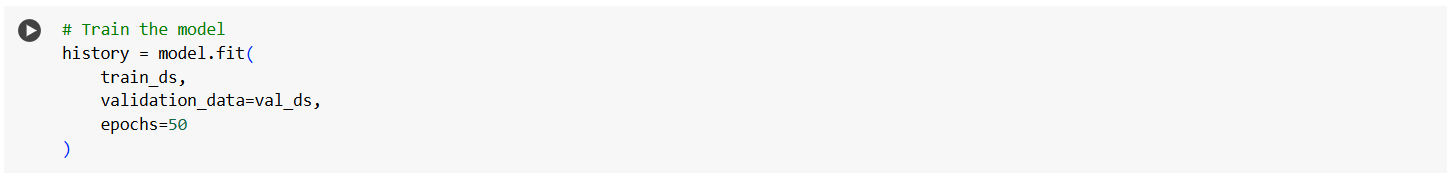 # Train the model
history = model.fit(
    train_ds,
    validation_data=val_ds,
    epochs=50
)